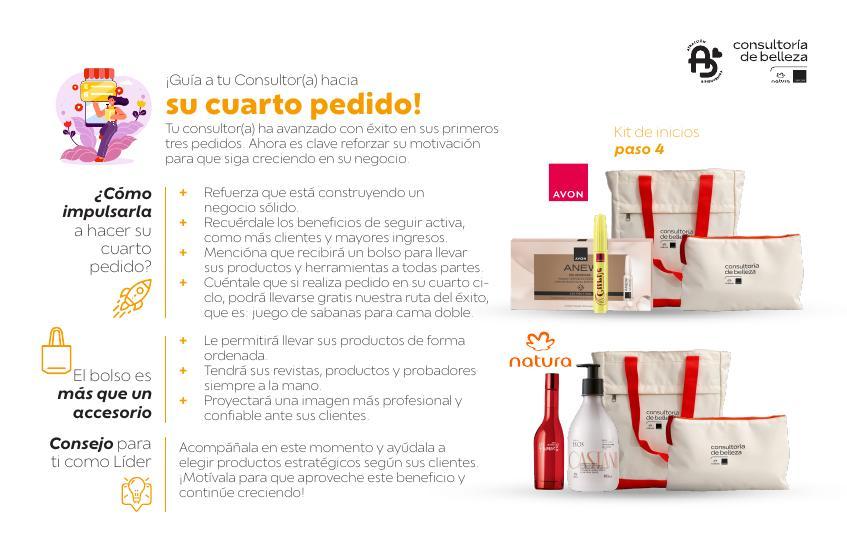 consultoría
de belleza
natura AVON
¡Guía a tu Consultor(a) hacia
su cuarto pedido!
Tu consultor(a) ha avanzado con éxito en sus primeros
tres pedidos. Ahora es clave reforzar su motivación
para que siga creciendo en su negocio.
Kit de inicios
paso 4
¿Cómo
impulsarla
a hacer su
cuarto
pedido?
+ Refuerza que está construyendo un
negocio sólido.
+ Recuérdale los beneficios de seguir activa,
como más clientes y mayores ingresos.
+ Menciona que recibirá un bolso para llevar
sus productos y herramientas a todas partes.
+ Cuéntale que si realiza pedido en su cuarto ci-
clo, podrá llevarse gratis nuestra ruta del éxito,
que es: juego de sabanas para cama doble.
AVON
consultoría
de belleza
AVON
ANEW
consultoría
de belleza
El bolso es
más que un
accesorio
+ Le permitirá llevar sus productos de forma
ordenada.
+ Tendrá sus revistas, productos y probadores
siempre a la mano.
+ Proyectará una imagen más profesional y
confiable ante sus clientes.
natura
consultoría
de belleza
consultoría
de belleza
Consejo para
ti como Líder
Acompáñala en este momento y ayúdala a
elegir productos estratégicos según sus clientes.
¡Motívala para que aproveche este beneficio y
continúe creciendo!